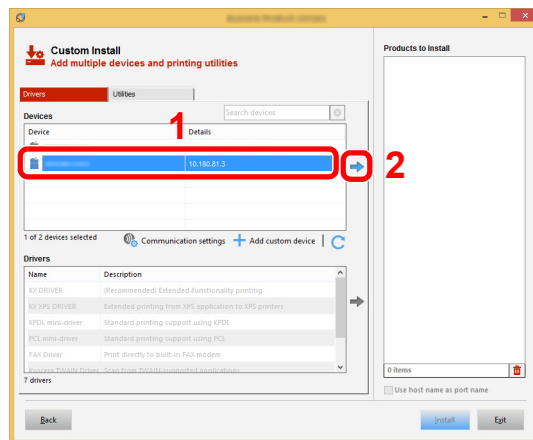 Custom Install
Add multiple devices and printing utilities
Products to Install
Drivers
Utilities
1
Devices
Search devices
Device
Details
10.180.81.3
2
1 of 2 devices selected
Communication settings
Add custom device
Drivers
Name
Description
KX DRIVER
(Recommended) Extended-functionality printing
KX XPS DRIVER
Extended printing from XPS application to XPS printers
KPDL mini-driver
Standard printing support using KPDL
PCL mini-driver
Standard printing support using PCL
FAX Driver
Print directly to built-in FAX modem
Kyocera TWAIN Driver
Scan from TWAIN-supported applications
7 drivers
0 items
Use host name as port name
Back
Install
Exit